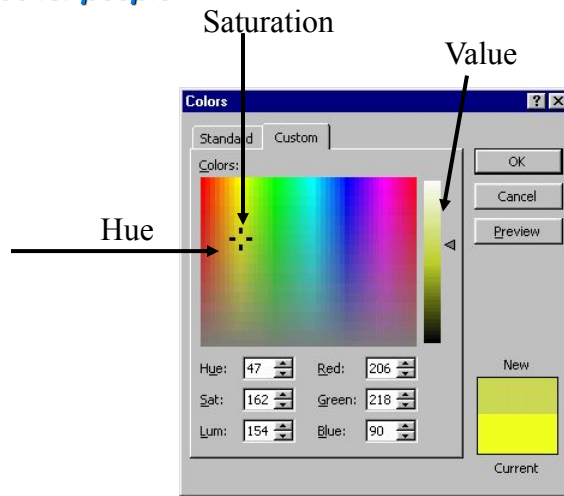 Saturation
Value
Hue
Colors
Standard Custom
Colors:
OK
Cancel
Preview
Hue: 47 Red: 206
Sat: 162 Green: 218
Lum: 154 Blue: 90
New
Current